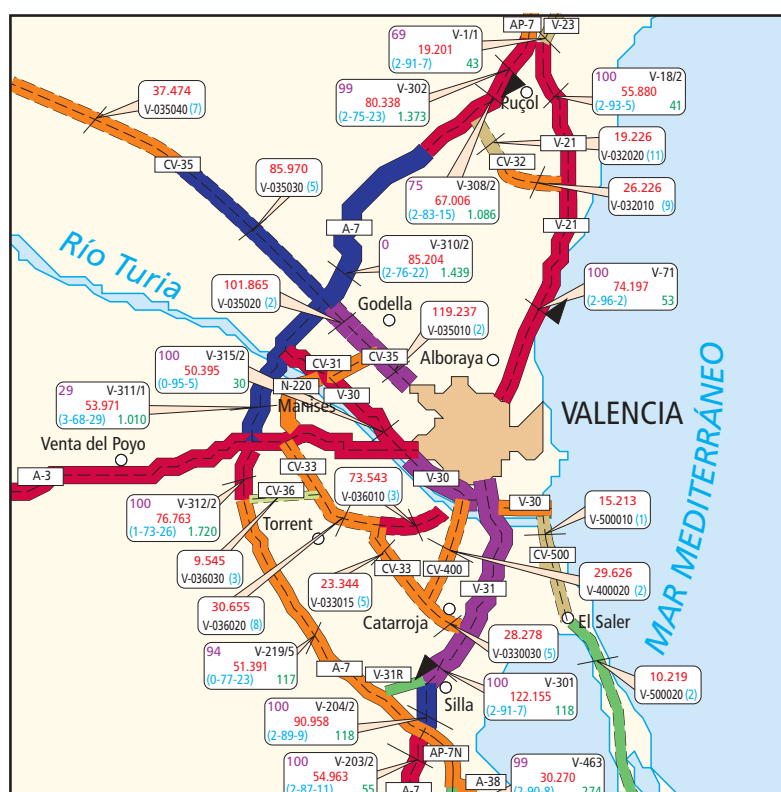 AP-7
V-23
69 V-1/1
19.201
(2-91-7) 43
99 V-302
80.338
(2-75-23) 1.373
Puçol
100 V-18/2
55.880
(2-93-5) 41
37.474
V-035040 (7)
CV-35
85.970
V-035030 (5)
V-21
19.226
V-032020 (11)
CV-32
26.226
V-032010 (9)
75 V-308/2
67.006
(2-83-15) 1.086
A-7
V-21
Río Turia
0 V-310/2
85.204
(2-76-22) 1.439
100 V-71
74.197
(2-96-2) 53
101.865
V-035020 (2)
Godella
119.237
V-035010 (2)
100 V-315/2
50.395
(0-95-5) 30
CV-31
CV-35
Alboraya
N-220
V-30
29 V-311/1
53.971
(3-68-29) 1.010
Manises
VALENCIA
Venta del Poyo
A-3
CV-33
73.543
V-036010 (3)
V-30
V-30
CV-36
100 V-312/2
76.763
(1-73-26) 1.720
Torrent
15.213
V-500010 (1)
CV-500
9.545
V-036030 (3)
CV-33
CV-400
23.344
V-033015 (5)
V-31
29.626
V-400020 (2)
30.655
V-036020 (8)
Catarroja
El Saler
MAR MEDITERRÁNEO
28.278
V-0330030 (5)
94 V-219/5
51.391
(0-77-23) 117
A-7
V-31R
100 V-301
122.155
(2-91-7) 118
10.219
V-500020 (2)
Silla
100 V-204/2
90.958
(2-89-9) 118
AP-7N
100 V-203/2
54.963
(2-87-11) 55
A-7
A-38
99 V-463
30.270
(2-90-8) 274